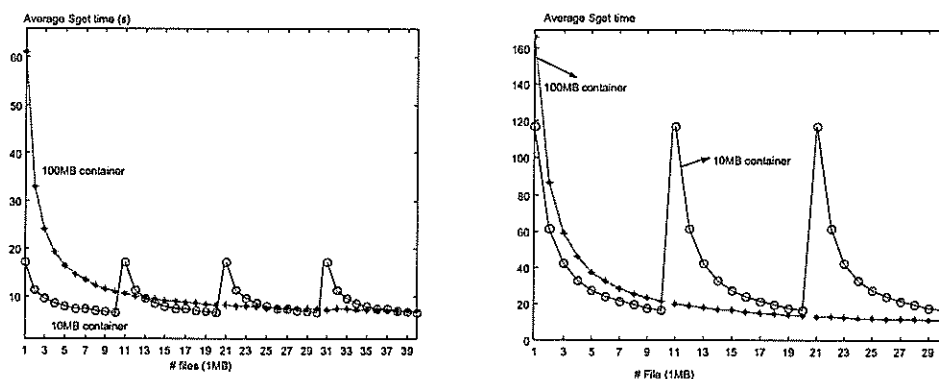 Average Sget time (s)
60
50
40
30
20
10
100MB container
10MB container
1 3 5 7 9 11 13 15 17 19 21 23 25 27 29 31 33 35 37 39
# files (1MB)
Average Sget time
160
140
120
100
80
60
40
20
0
100MB container
10MB container
1 3 5 7 9 11 13 15 17 19 21 23 25 27 29
# File (1MB)